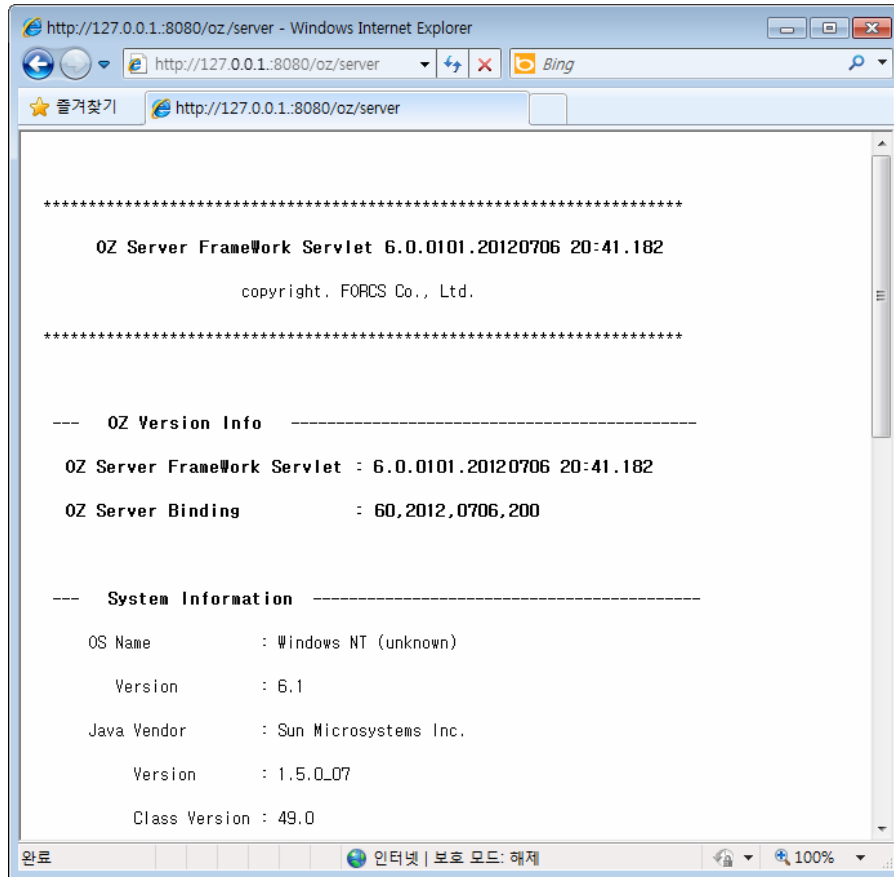 http://127.0.0.1.:8080/oz./server - Windows Internet Explorer
http://127.0.0.1.:8080/oz/server
Bing
즐겨찾기
http://127.0.0.1.:8080/oz/server
***********************************************************************
OZ Server FrameWork Servlet 6.0.0101.20120706 20:41.182
copyright. FORCS Co., Ltd.
***********************************************************************
--- OZ Version Info ---------------------------------------------
OZ Server FrameWork Servlet : 6.0.0101.20120706 20:41.182
OZ Server Binding : 60,2012,0706,200
--- System Information -------------------------------------------
OS Name : Windows NT (unknown)
Version : 6.1
Java Vendor : Sun Microsystems Inc.
Version : 1.5.0_07
Class Version : 49.0
완료
인터넷 | 보호 모드: 해제
100%